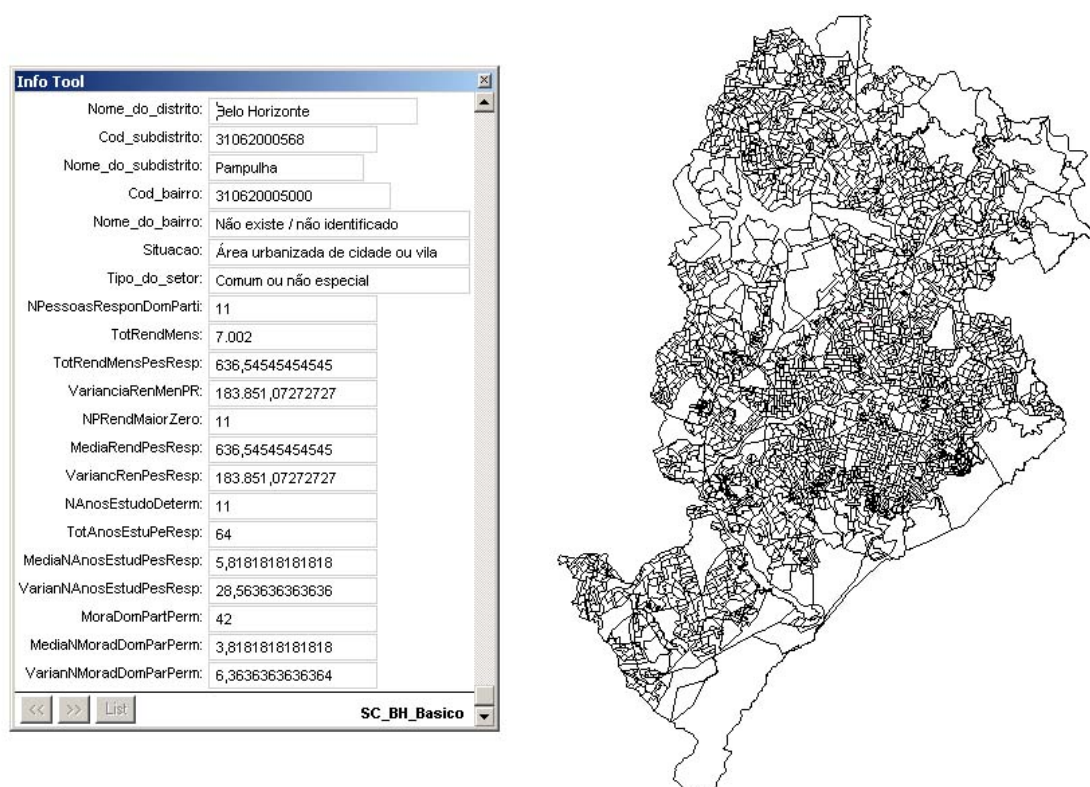 Info Tool
Nome_do_distrito: Belo Horizonte
Cod_subdistrito: 31062000568
Nome_do_subdistrito: Pampulha
Cod_bairro: 310620005000
Nome_do_bairro: Não existe / não identificado
Situacao: Área urbanizada de cidade ou vila
Tipo_do_setor: Comum ou não especial
NPessoasResponDomParti: 11
TotRendMens: 7.002
TotRendMensPesResp: 636,54545454545
VarianciaRenMenPR: 183.851,07272727
NPRendMaiorZero: 11
MediaRendPesResp: 636,54545454545
VariancRenPesResp: 183.851,07272727
NAnosEstudoDeterm: 11
TotAnosEstuPeResp: 64
MediaNAnosEstudPesResp: 5,8181818181818
VarianNAnosEstudPesResp: 28,563636363636
MoraDomPartPerm: 42
MediaNMoradDomParPerm: 3,8181818181818
VarianNMoradDomParPerm: 6,3636363636364
<< >> List SC_BH_Basico